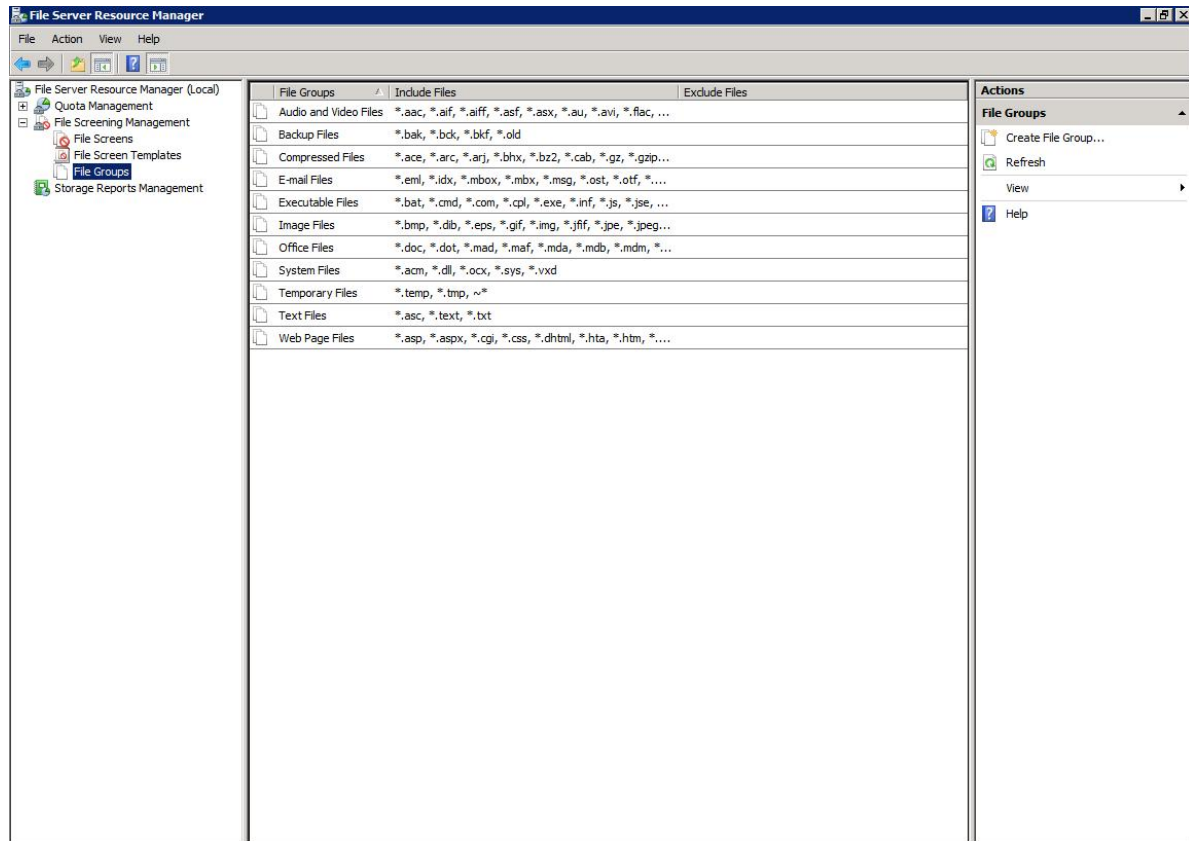 File Server Resource Manager
File Action View Help
File Server Resource Manager (Local)
Quota Management
File Screening Management
File Screens
File Screen Templates
File Groups
Storage Reports Management
File Groups Include Files Exclude Files
Audio and Video Files *.aac, *.aif, *.aiff, *.asf, *.asx, *.au, *.avi, *.flac, ...
Backup Files *.bak, *.bck, *.bkf, *.old
Compressed Files *.ace, *.arc, *.arj, *.bhx, *.bz2, *.cab, *.gz, *.gzip...
E-mail Files *.eml, *.idx, *.mbox, *.mbx, *.msg, *.ost, *.otf, *....
Executable Files *.bat, *.cmd, *.com, *.cpl, *.exe, *.inf, *.js, *.jse, ...
Image Files *.bmp, *.dib, *.eps, *.gif, *.img, *.jfif, *.jpe, *.jpeg...
Office Files *.doc, *.dot, *.mad, *.maf, *.mda, *.mdb, *.mdm, *...
System Files *.acm, *.dll, *.ocx, *.sys, *.vxd
Temporary Files *.temp, *.tmp, ~*
Text Files *.asc, *.text, *.txt
Web Page Files *.asp, *.aspx, *.cgi, *.css, *.dhtml, *.hta, *.htm, *....
Actions
File Groups
Create File Group...
Refresh
View
Help